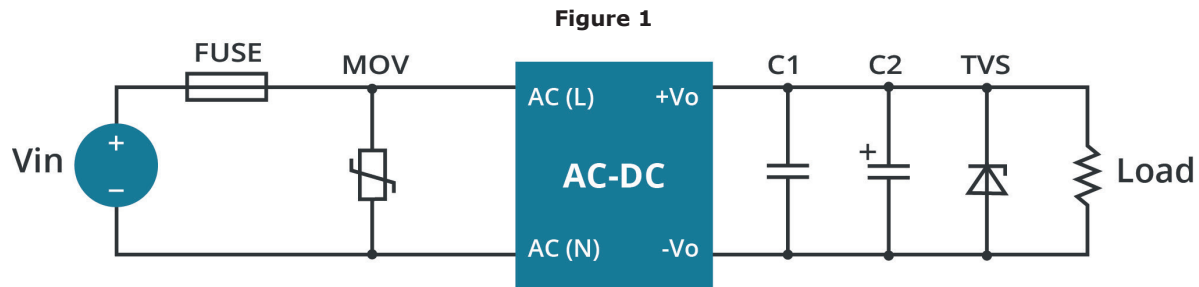 Figure 1
FUSE
MOV
C1
C2
TVS
AC (L)
+Vo
Vin
+
−
AC-DC
+
Load
AC (N)
-Vo